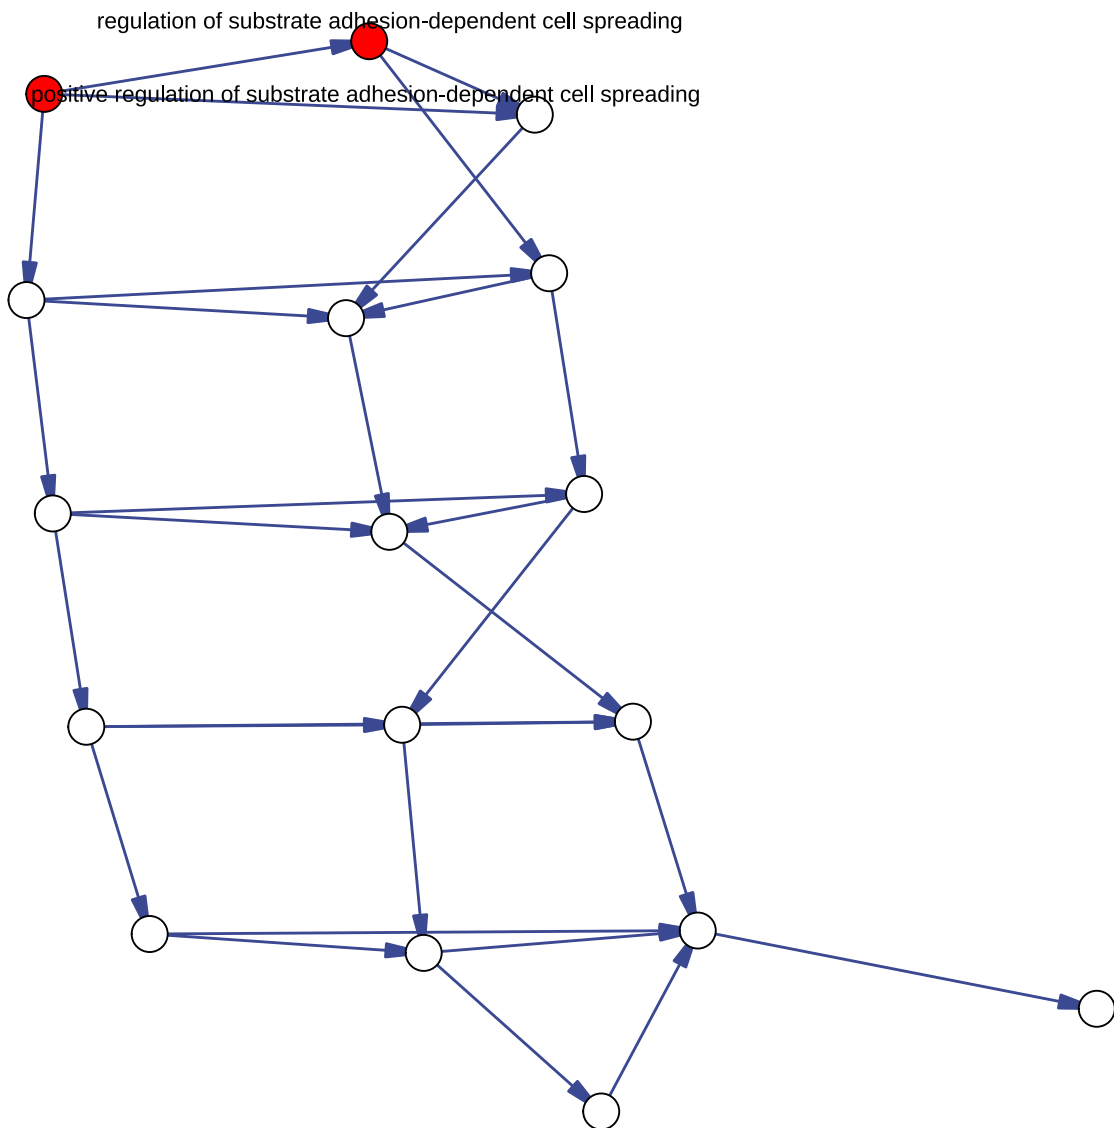 regulation of substrate adhesion-dependent cell spreading
positive regulation of substrate adhesion-dependent cell spreading